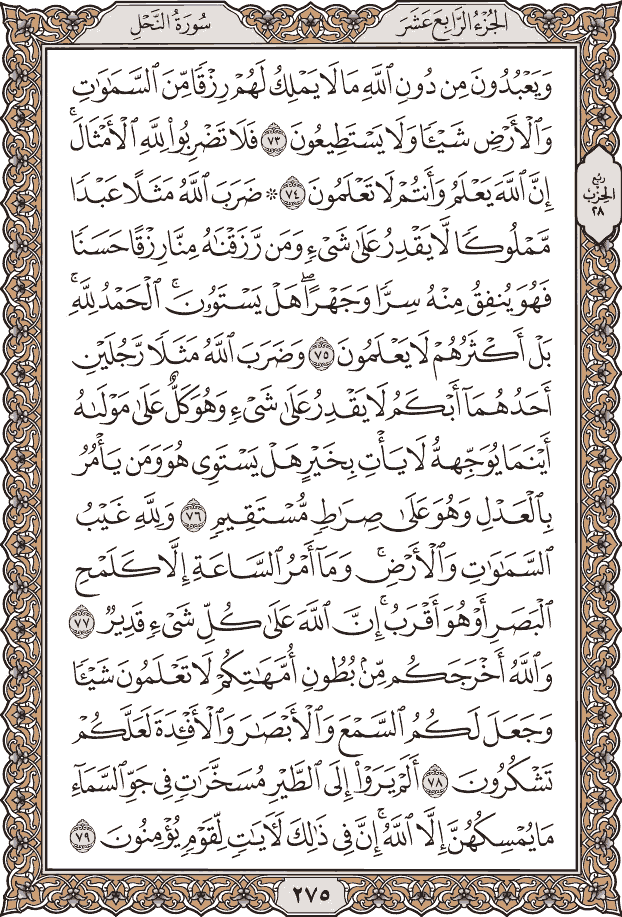 الجُزْءُ الرَّابِعَ عَشَرَ
سُورَةُ النَّحْلِ
وَيَعْبُدُونَ مِن دُونِ ٱللَّهِ مَا لَا يَمْلِكُ لَهُمْ رِزْقًا مِّنَ ٱلسَّمَٰوَٰتِ
وَٱلْأَرْضِ شَيْـًٔا وَلَا يَسْتَطِيعُونَ ٧٣ فَلَا تَضْرِبُوا۟ لِلَّهِ ٱلْأَمْثَالَۚ
إِنَّ ٱللَّهَ يَعْلَمُ وَأَنتُمْ لَا تَعْلَمُونَ ٧٤ * ضَرَبَ ٱللَّهُ مَثَلًا عَبْدًا
مَّمْلُوكًا لَّا يَقْدِرُ عَلَىٰ شَىْءٍ وَمَن رَّزَقْنَٰهُ مِنَّا رِزْقًا حَسَنًا
فَهُوَ يُنفِقُ مِنْهُ سِرًّا وَجَهْرًاۖ هَلْ يَسْتَوُۥنَۚ ٱلْحَمْدُ لِلَّهِۚ
بَلْ أَكْثَرُهُمْ لَا يَعْلَمُونَ ٧٥ وَضَرَبَ ٱللَّهُ مَثَلًا رَّجُلَيْنِ
أَحَدُهُمَآ أَبْكَمُ لَا يَقْدِرُ عَلَىٰ شَىْءٍ وَهُوَ كَلٌّ عَلَىٰ مَوْلَىٰهُ
أَيْنَمَا يُوَجِّههُّ لَا يَأْتِ بِخَيْرٍ هَلْ يَسْتَوِى هُوَ وَمَن يَأْمُرُ
بِٱلْعَدْلِ وَهُوَ عَلَىٰ صِرَٰطٍ مُّسْتَقِيمٍ ٧٦ وَلِلَّهِ غَيْبُ
ٱلسَّمَٰوَٰتِ وَٱلْأَرْضِۚ وَمَآ أَمْرُ ٱلسَّاعَةِ إِلَّا كَلَمْحِ
ٱلْبَصَرِ أَوْ هُوَ أَقْرَبُۚ إِنَّ ٱللَّهَ عَلَىٰ كُلِّ شَىْءٍ قَدِيرٌ ٧٧
وَٱللَّهُ أَخْرَجَكُم مِّنۢ بُطُونِ أُمَّهَٰتِكُمْ لَا تَعْلَمُونَ شَيْـًٔا
وَجَعَلَ لَكُمُ ٱلسَّمْعَ وَٱلْأَبْصَٰرَ وَٱلْأَفْـِٔدَةَ لَعَلَّكُمْ
تَشْكُرُونَ ٧٨ أَلَمْ يَرَوْا۟ إِلَى ٱلطَّيْرِ مُسَخَّرَٰتٍ فِى جَوِّ ٱلسَّمَآءِ
مَا يُمْسِكُهُنَّ إِلَّا ٱللَّهُۚ إِنَّ فِى ذَٰلِكَ لَءَايَٰتٍ لِّقَوْمٍ يُؤْمِنُونَ ٧٩
ربع
الحزب
٢٨
٢٧٥